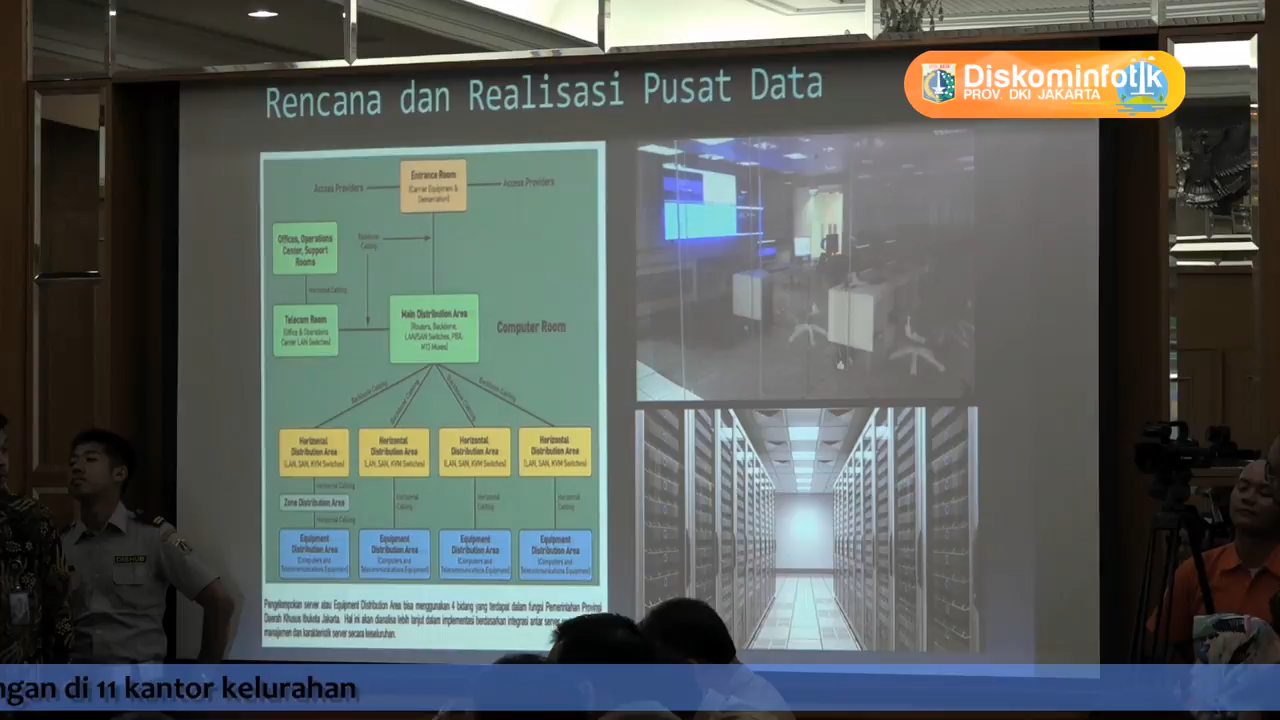 Rencana dan Realisasi Pusat Data
Diskominfotik
PROV. DKI JAKARTA
Entrance Room
(Carrier Equipment &
Demarcation)
Access Providers
Access Providers
Offices, Operations
Center, Support
Rooms
Backbone
Cabling
Horizontal Cabling
Telecom Room
(Office & Operations
Center LAN Switches)
Main Distribution Area
(Routers, Backbone,
LAN/SAN Switches, PBX,
M13 Muxes)
Computer Room
Backbone Cabling
Backbone Cabling
Backbone Cabling
Backbone Cabling
Horizontal
Distribution Area
(LAN, SAN, KVM Switches)
Horizontal
Distribution Area
(LAN, SAN, KVM Switches)
Horizontal
Distribution Area
(LAN, SAN, KVM Switches)
Horizontal
Distribution Area
(LAN, SAN, KVM Switches)
Horizontal Cabling
Zone Distribution Area
Horizontal Cabling
Horizontal
Cabling
Horizontal
Cabling
Horizontal
Cabling
Equipment
Distribution Area
(Computers and
Telecommunications Equipment)
Equipment
Distribution Area
(Computers and
Telecommunications Equipment)
Equipment
Distribution Area
(Computers and
Telecommunications Equipment)
Equipment
Distribution Area
(Computers and
Telecommunications Equipment)
Pengelompokan server atau Equipment Distribution Area bisa menggunakan 4 bidang yang terdapat dalam fungsi Pemerintahan Provinsi
Daerah Khusus Ibukota Jakarta. Hal ini akan dianalisa lebih lanjut dalam implementasi berdasarkan integrasi antar server
manajemen dan karakteristik server secara keseluruhan.
DISHUB
ngan di 11 kantor kelurahan